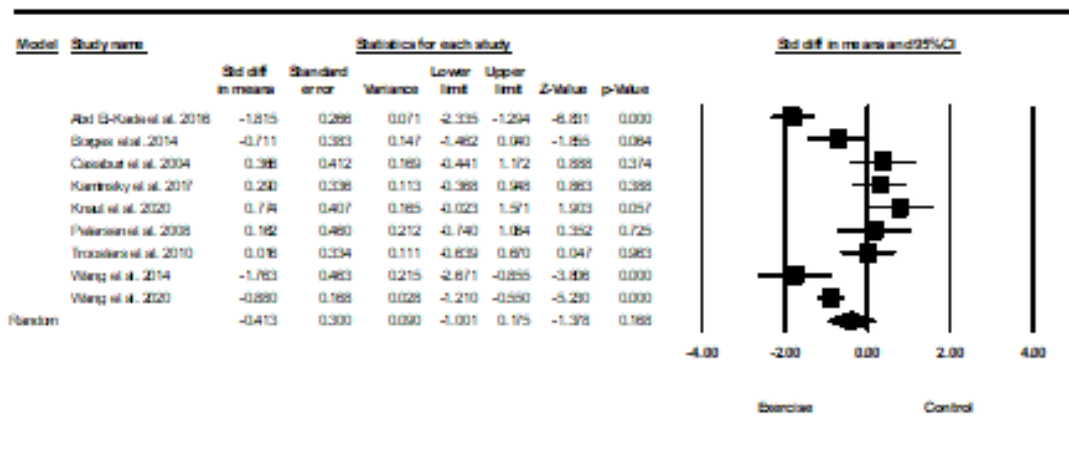 Model Study name Statistics for each study Std diff in means and 95% CI
Std diff Standard Lower Upper
in means error Variance limit limit Z-Value p-Value
Abd El-Kade et al. 2016 -1.815 0.266 0.071 -2.335 -1.294 -6.831 0.000
Borges et al. 2014 -0.711 0.383 0.147 -1.462 0.040 -1.855 0.064
Casaburi et al. 2004 0.366 0.412 0.169 -0.441 1.172 0.888 0.374
Kaminsky et al. 2017 0.290 0.336 0.113 -0.368 0.948 0.863 0.388
et al. 2020 0.774 0.407 0.165 -0.023 1.571 1.903 0.057
Petersen et al. 2008 0.162 0.460 0.212 -0.740 1.064 0.352 0.725
Troosters et al. 2010 0.016 0.334 0.111 -0.639 0.670 0.047 0.963
Wang et al. 2014 -1.763 0.463 0.215 -2.671 -0.855 -3.806 0.000
Wang et al. 2020 -0.880 0.168 0.028 -1.210 -0.550 -5.230 0.000
Random -0.413 0.300 0.090 -1.001 0.175 -1.378 0.168
-4.00 -2.00 0.00 2.00 4.00
Exercise Control